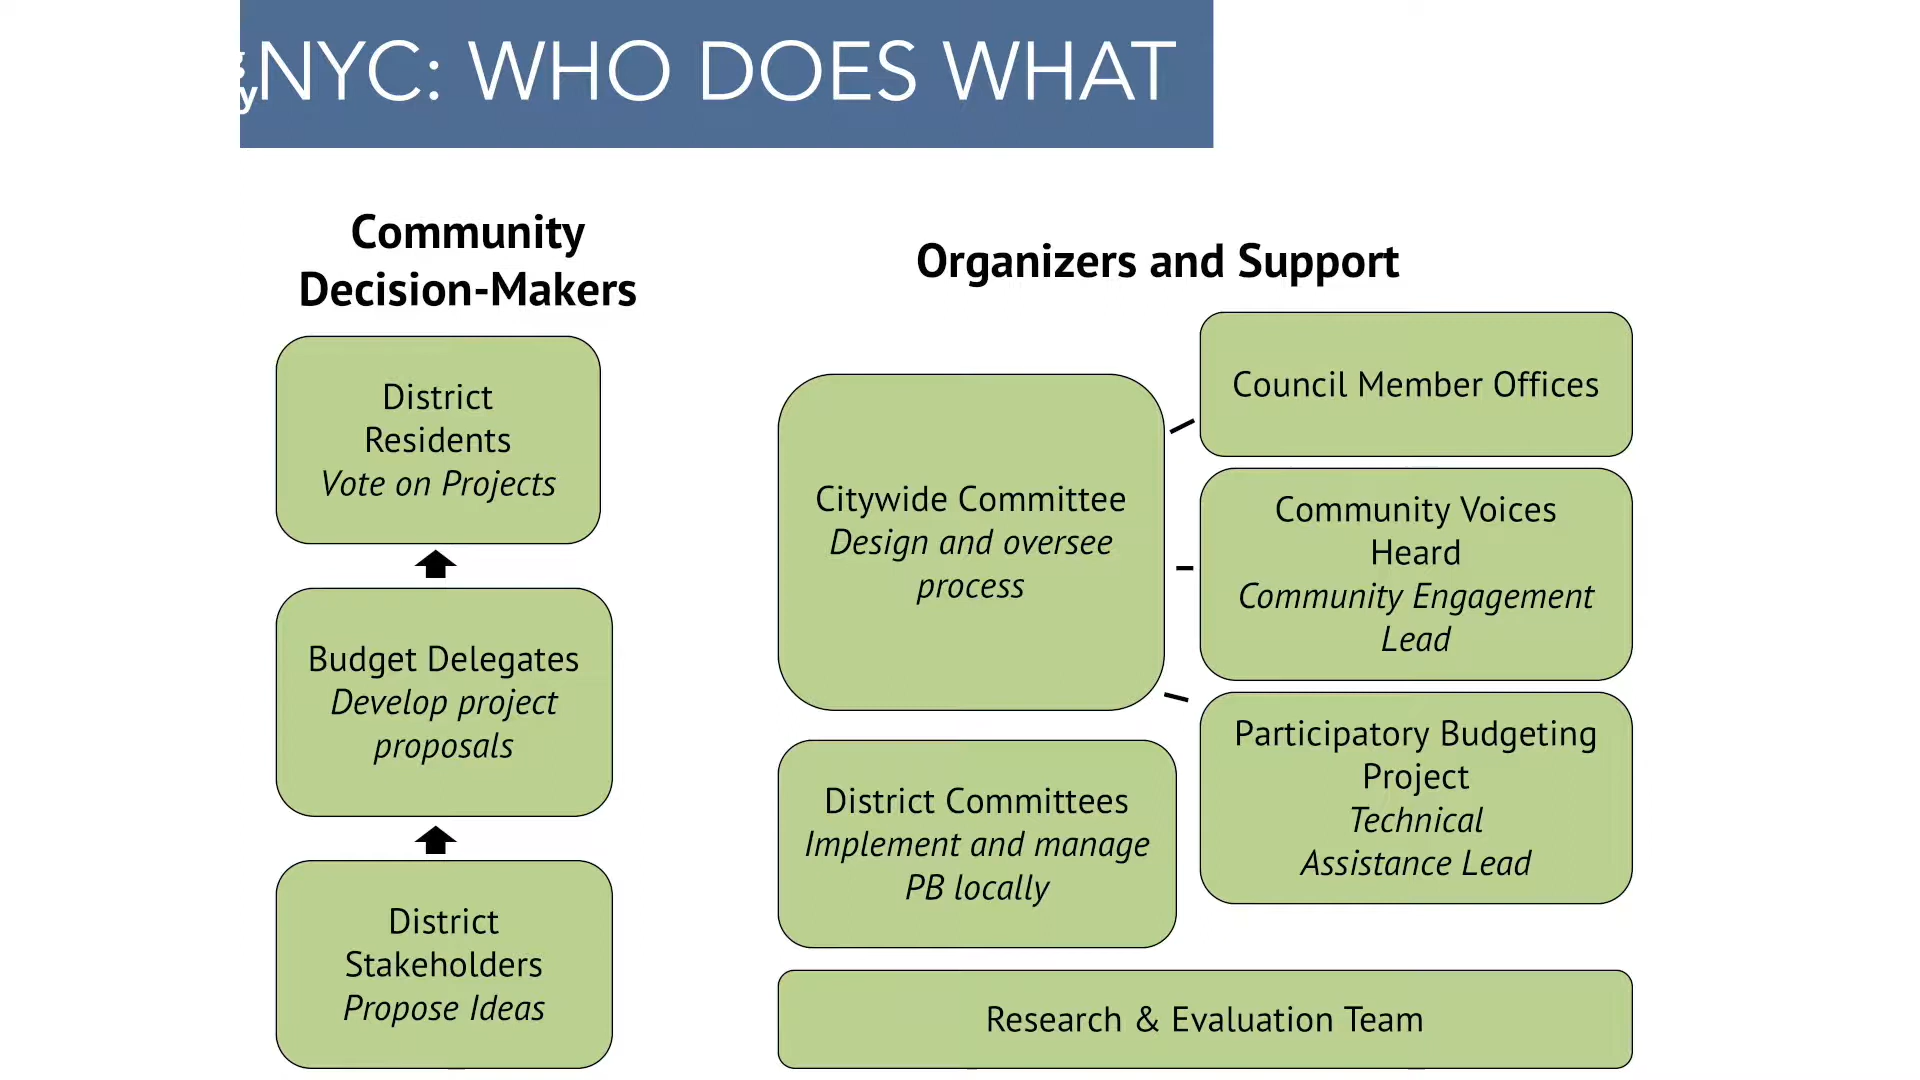 NYC: WHO DOES WHAT
Community
Decision-Makers
District
Residents
Vote on Projects
Budget Delegates
Develop project
proposals
District
Stakeholders
Propose Ideas
Organizers and Support
Citywide Committee
Design and oversee
process
District Committees
Implement and manage
PB locally
Council Member Offices
Community Voices
Heard
Community Engagement
Lead
Participatory Budgeting
Project
Technical
Assistance Lead
Research & Evaluation Team